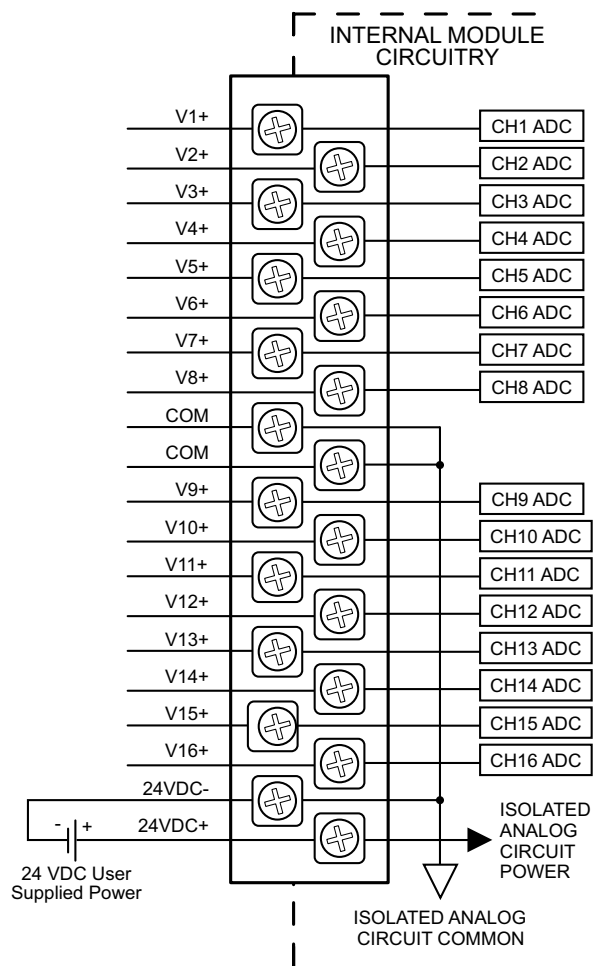 INTERNAL MODULE
CIRCUITRY
V1+
CH1 ADC
V2+
CH2 ADC
V3+
CH3 ADC
V4+
CH4 ADC
V5+
CH5 ADC
V6+
CH6 ADC
V7+
CH7 ADC
V8+
CH8 ADC
COM
COM
V9+
CH9 ADC
V10+
CH10 ADC
V11+
CH11 ADC
V12+
CH12 ADC
V13+
CH13 ADC
V14+
CH14 ADC
V15+
CH15 ADC
V16+
CH16 ADC
24VDC-
- +
24VDC+
24 VDC User
Supplied Power
ISOLATED
ANALOG
CIRCUIT
POWER
ISOLATED ANALOG
CIRCUIT COMMON